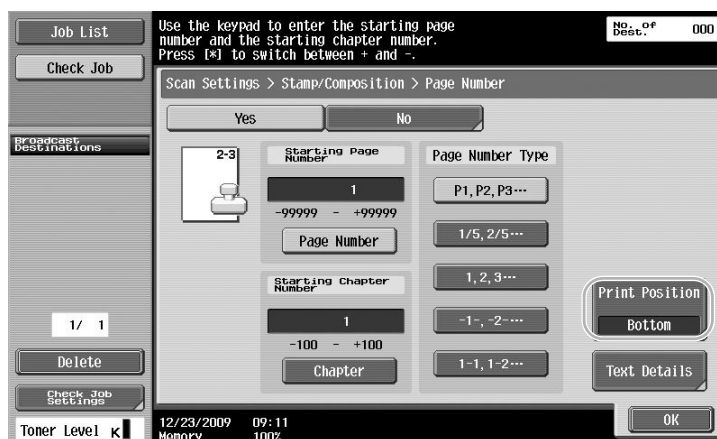 Job List
Check Job
Use the keypad to enter the starting page
number and the starting chapter number.
Press [*] to switch between + and -.
No. of
Dest.
000
Scan Settings > Stamp/Composition > Page Number
Yes
No
Broadcast
Destinations
2-3
Starting Page
Number
1
-99999 - +99999
Page Number
Starting Chapter
Number
1
-100 - +100
Chapter
Page Number Type
P1,P2,P3…
1/5,2/5…
1,2,3…
-1-,-2-…
1-1,1-2…
Print Position
Bottom
Text Details
1/ 1
Delete
Check Job
Settings
Toner Level K
12/23/2009 09:11
Memory 100%
OK